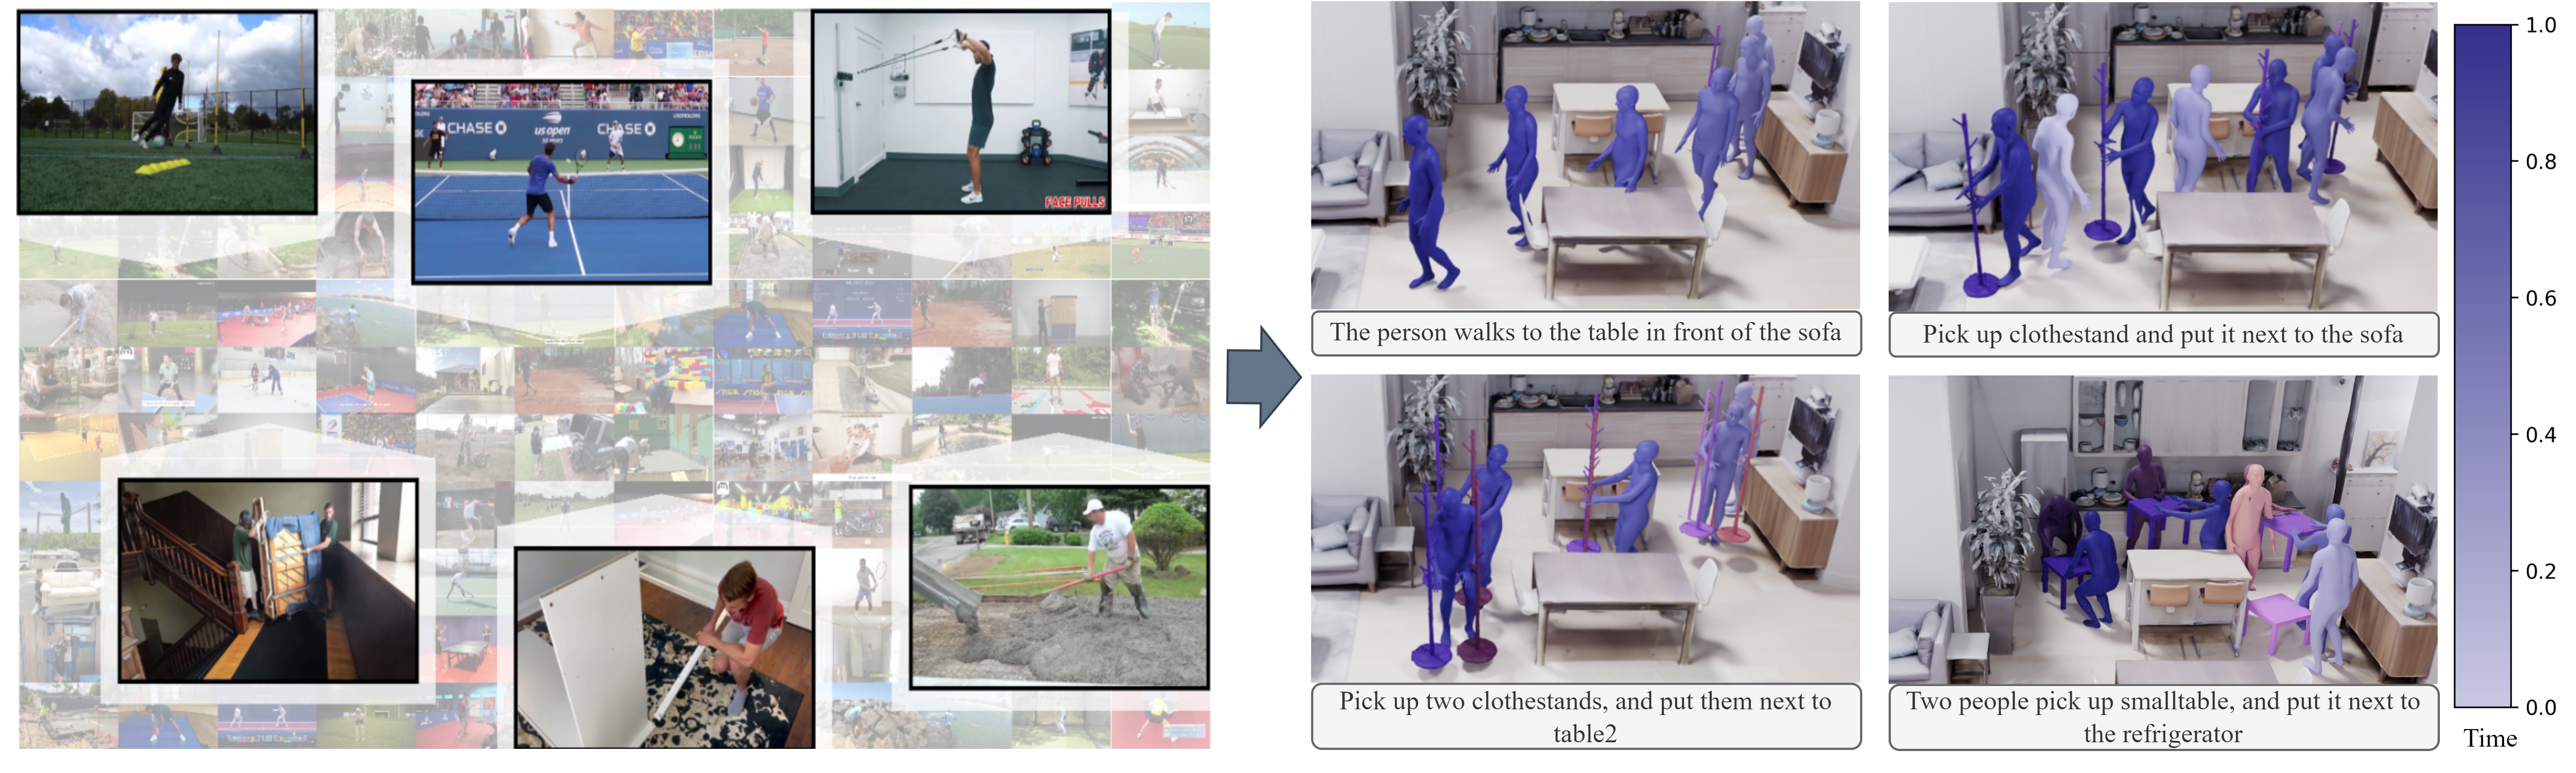 CHASE
us open
CHASE
FACE PULLS
The person walks to the table in front of the sofa
Pick up clothestand and put it next to the sofa
Pick up two clothestands, and put them next to
table2
Two people pick up smalltable, and put it next to
the refrigerator
1.0
0.8
0.6
0.4
0.2
0.0
Time